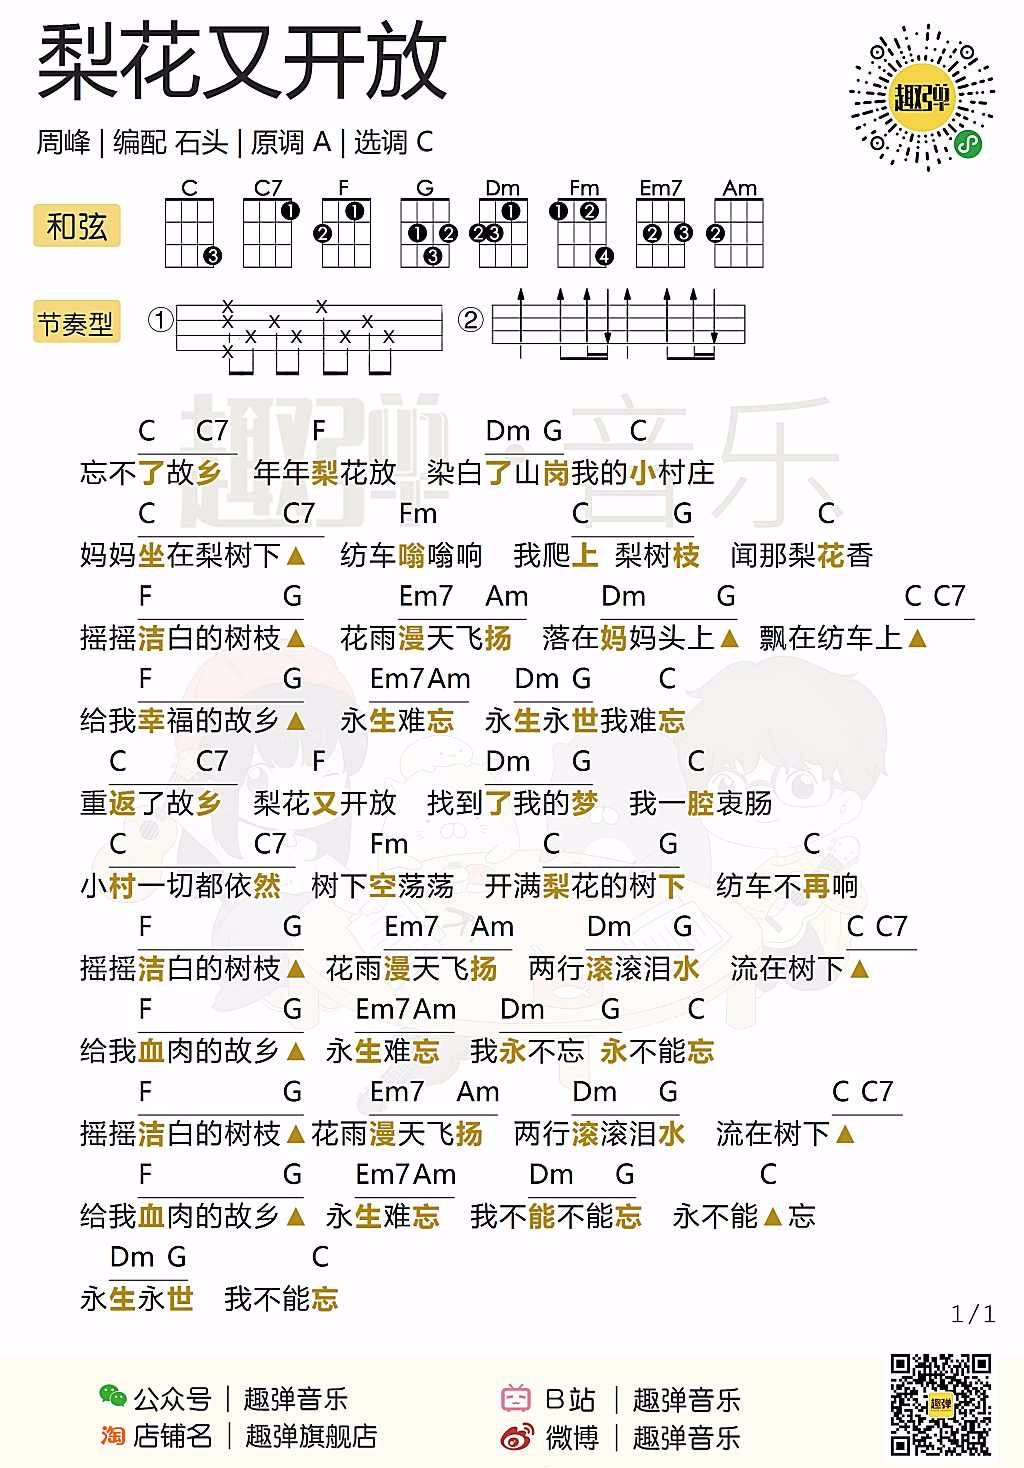 梨花又开放
趣弹
周峰 | 编配 石头 | 原调 A | 选调 C
和弦
C C7 F G Dm Fm Em7 Am
1 1 1 2 1 2 3 1 2 3 1 2 2 3 2
3 3 4
节奏型
① ②
趣弹·音乐
C C7 F Dm G C
忘不了故乡 年年梨花放 染白了山岗我的小村庄
C C7 Fm C G C
妈妈坐在梨树下▲ 纺车嗡嗡响 我爬上 梨树枝 闻那梨花香
F G Em7 Am Dm G C C7
摇摇洁白的树枝▲ 花雨漫天飞扬 落在妈妈头上▲ 飘在纺车上▲
F G Em7 Am Dm G C
给我幸福的故乡▲ 永生难忘 永生永世我难忘
C C7 F Dm G C
重返了故乡 梨花又开放 找到了我的梦 我一腔衷肠
C C7 Fm C G C
小村一切都依然 树下空荡荡 开满梨花的树下 纺车不再响
F G Em7 Am Dm G C C7
摇摇洁白的树枝▲ 花雨漫天飞扬 两行滚滚泪水 流在树下▲
F G Em7 Am Dm G C
给我血肉的故乡▲ 永生难忘 我永不忘 永不能忘
F G Em7 Am Dm G C C7
摇摇洁白的树枝▲花雨漫天飞扬 两行滚滚泪水 流在树下▲
F G Em7 Am Dm G C
给我血肉的故乡▲ 永生难忘 我不能不能忘 永不能▲忘
Dm G C
永生永世 我不能忘
1/1
公众号 | 趣弹音乐 B站 | 趣弹音乐
淘 店铺名 | 趣弹旗舰店 微博 | 趣弹音乐
趣弹